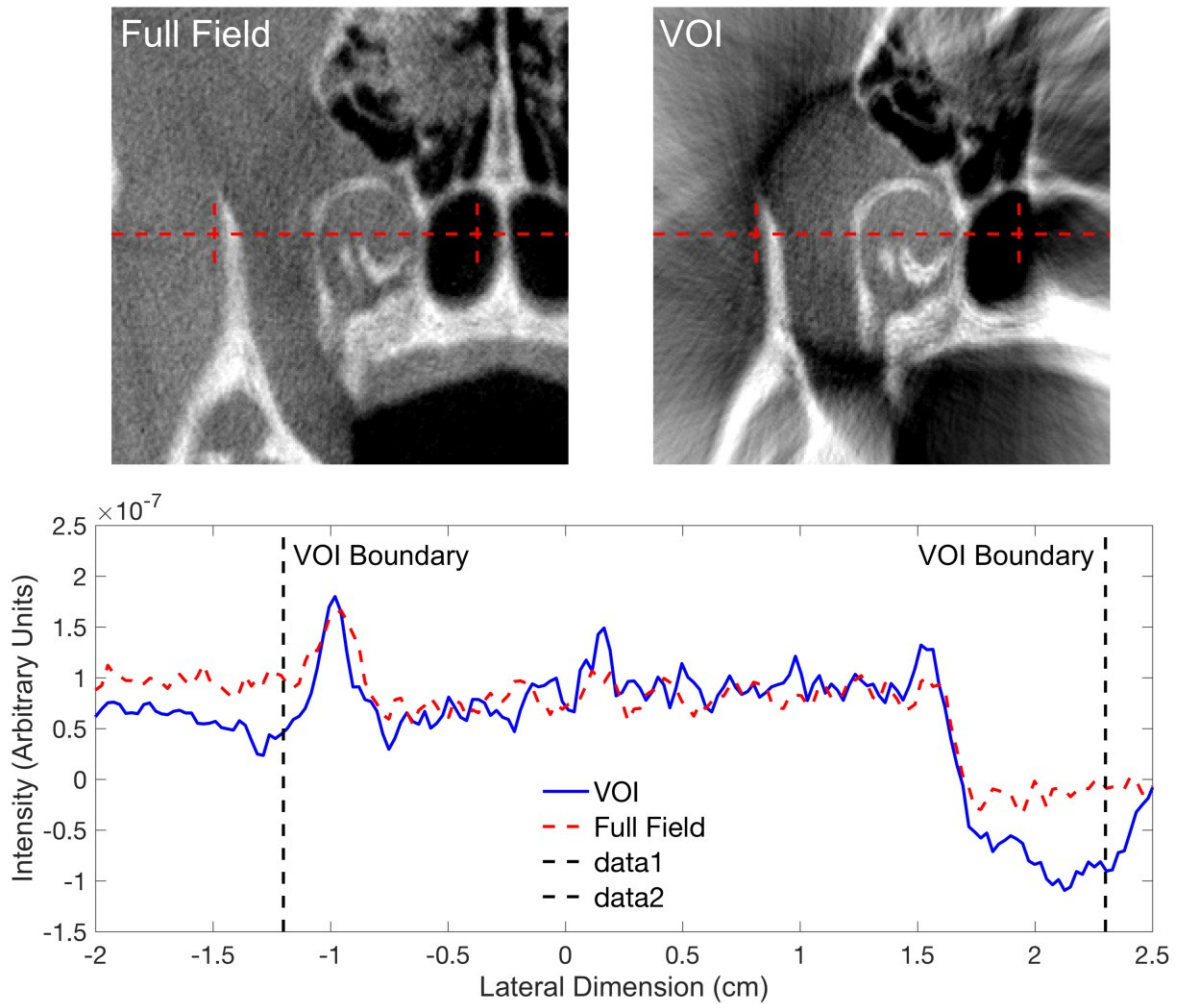 Full Field
VOI
×10-7
2.5
2
1.5
1
0.5
0
-0.5
-1
-1.5
Intensity (Arbitrary Units)
VOI Boundary
VOI Boundary
VOI
Full Field
data1
data2
-2
-1.5
-1
-0.5
0
0.5
1
1.5
2
2.5
Lateral Dimension (cm)